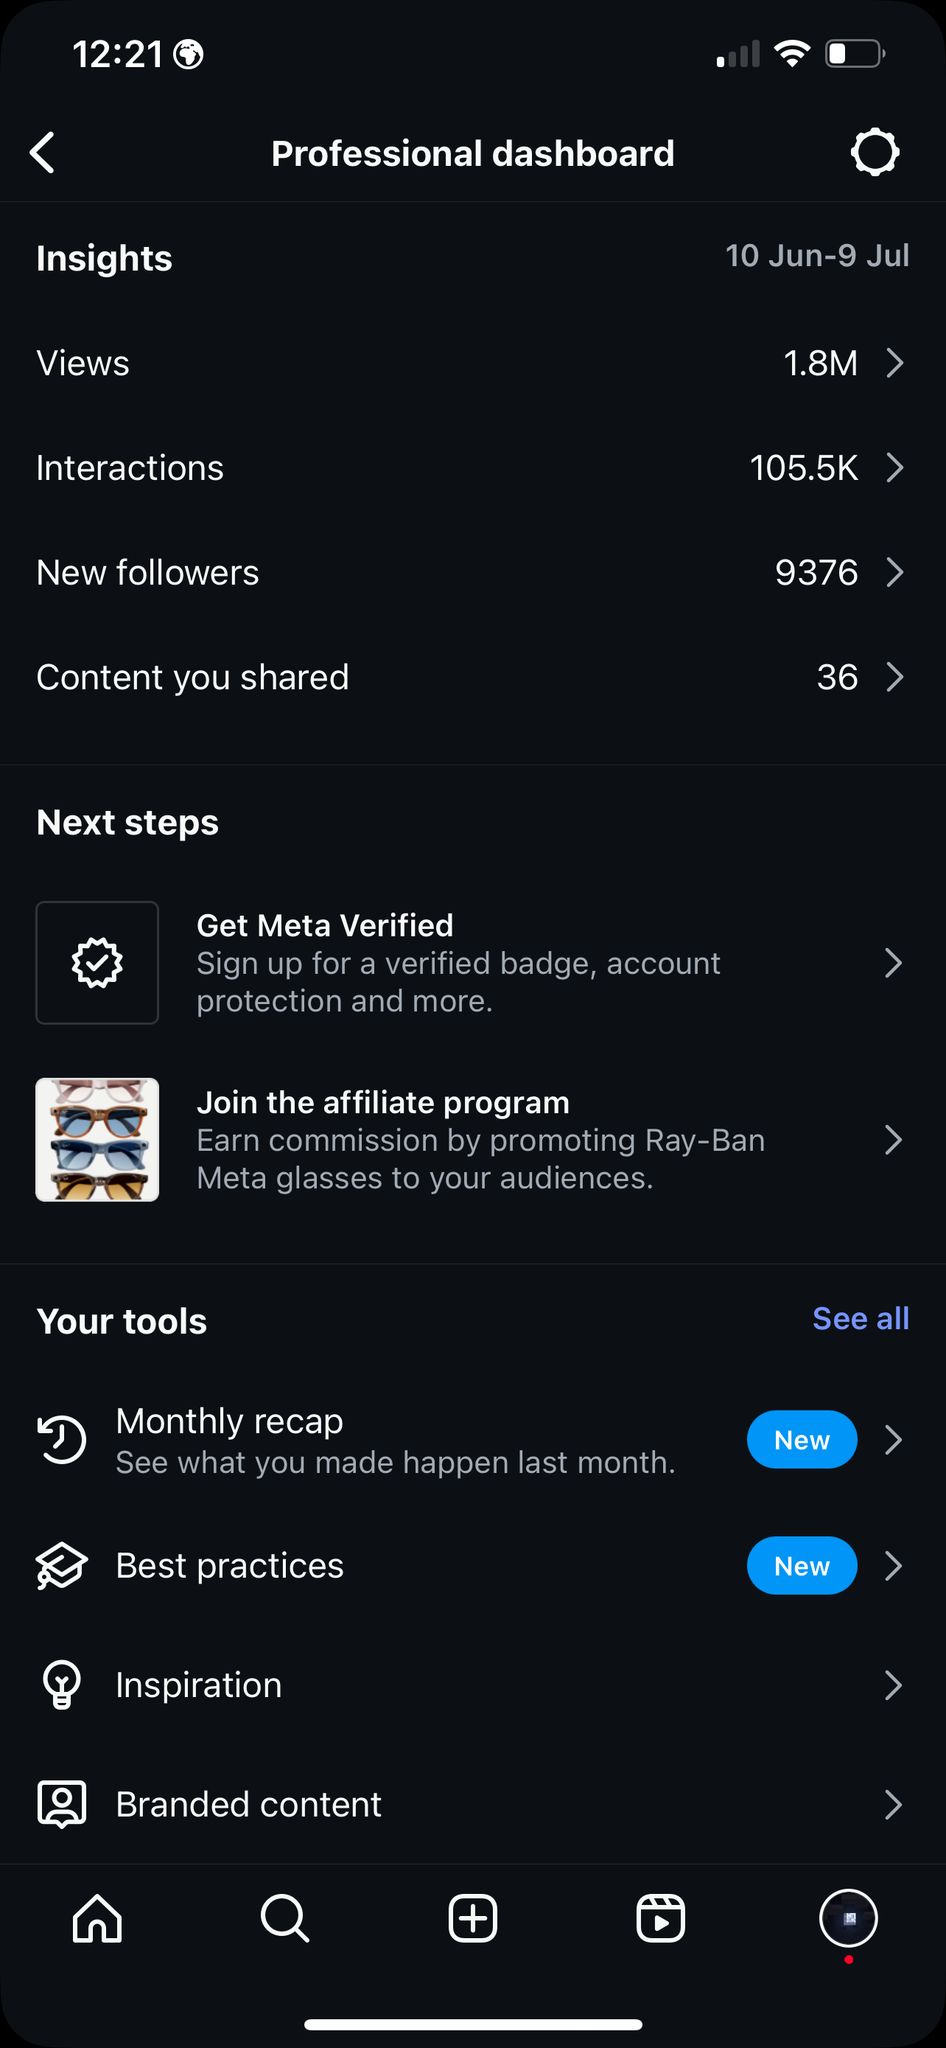 12:21
Professional dashboard
Insights
10 Jun-9 Jul
Views
1.8M
Interactions
105.5K
New followers
9376
Content you shared
36
Next steps
Get Meta Verified
Sign up for a verified badge, account
protection and more.
Join the affiliate program
Earn commission by promoting Ray-Ban
Meta glasses to your audiences.
Your tools
See all
Monthly recap
See what you made happen last month.
New
Best practices
New
Inspiration
Branded content